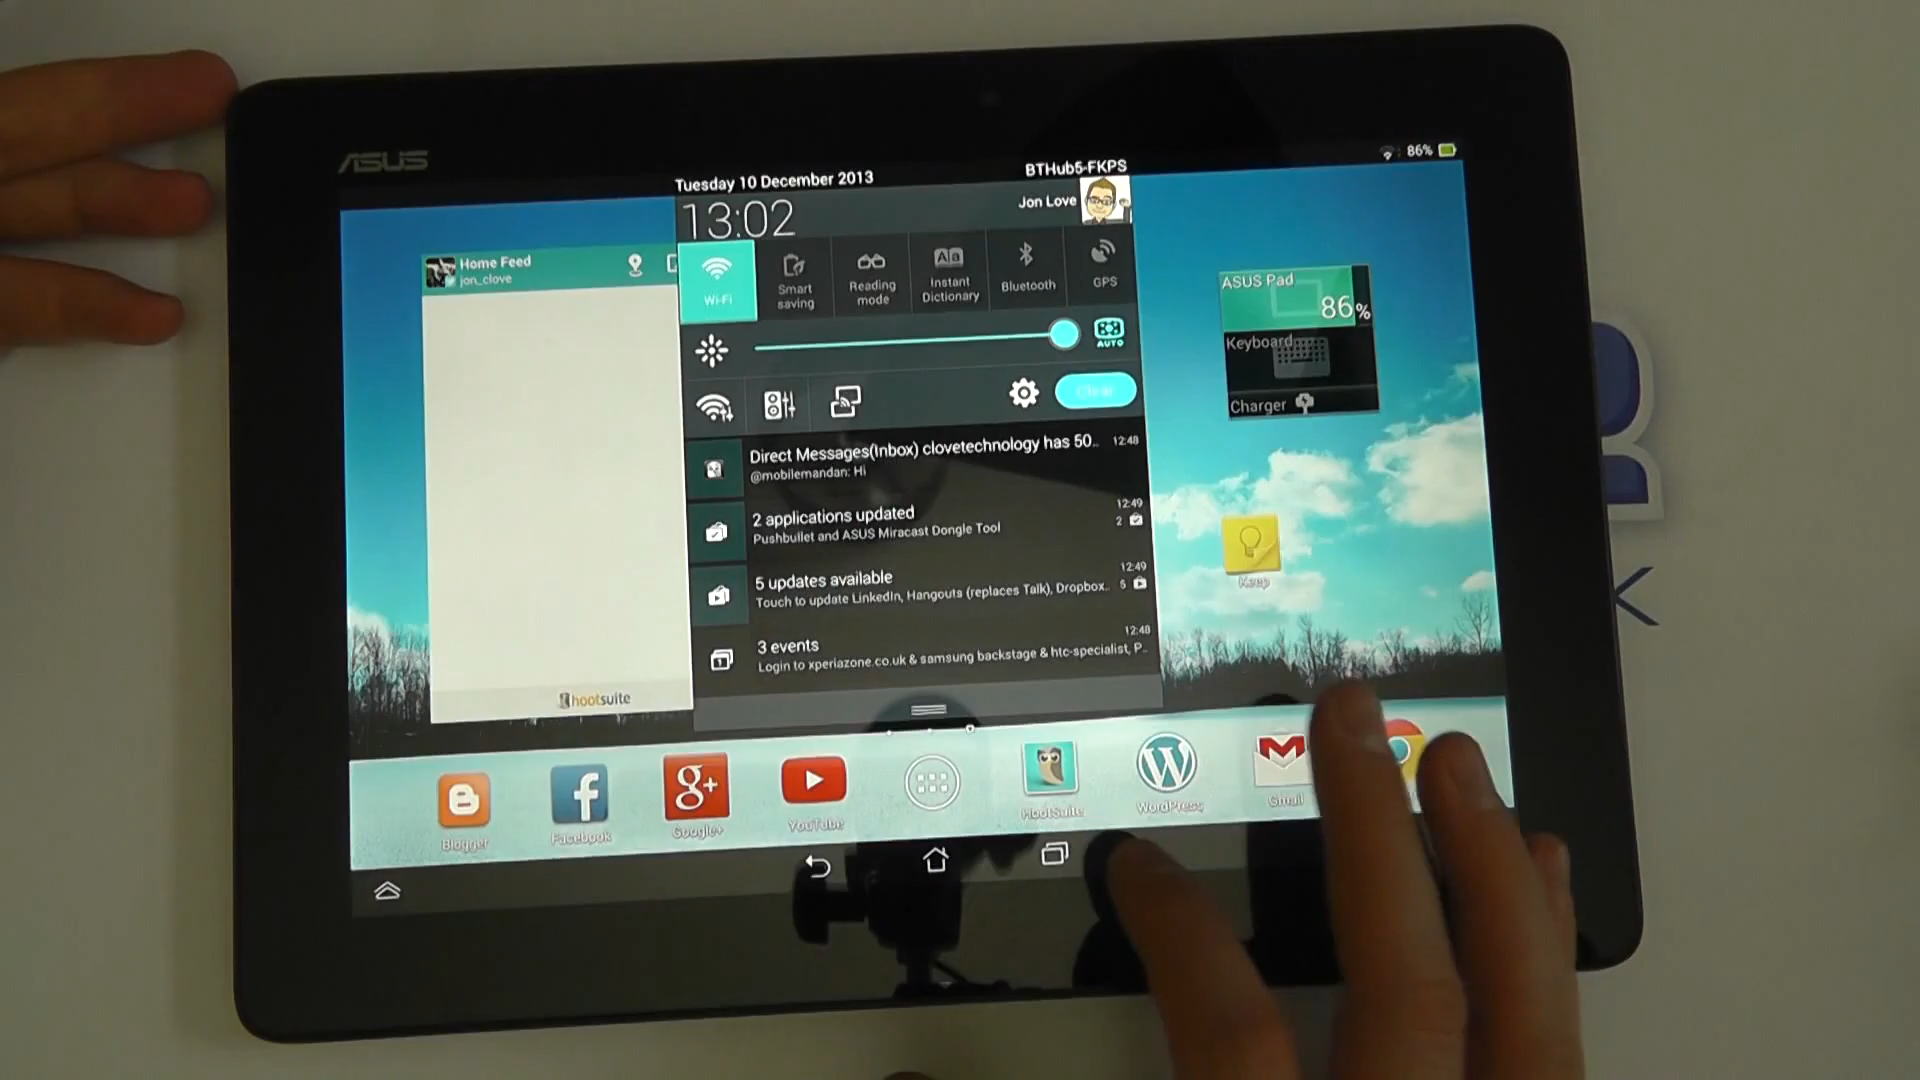 ASUS
86%
Tuesday 10 December 2013
BTHub5-FKPS
13:02
Jon Love
Home Feed
jon_clove
Wi-Fi
Smart saving
Reading mode
Instant Dictionary
Bluetooth
GPS
AUTO
Clear
ASUS Pad
86%
Keyboard
Charger
Direct Messages(Inbox) clovetechnology has 50.. 12:48
@mobilemandan: Hi
2 applications updated 12:49
Pushbullet and ASUS Miracast Dongle Tool 2
5 updates available 12:49
Touch to update LinkedIn, Hangouts (replaces Talk), Dropbox.. 5
3 events 12:48
Login to xperiazone.co.uk & samsung backstage & htc-specialist, P..
Keep
hootsuite
Blogger
Facebook
Google+
YouTube
HootSuite
WordPress
Gmail
K